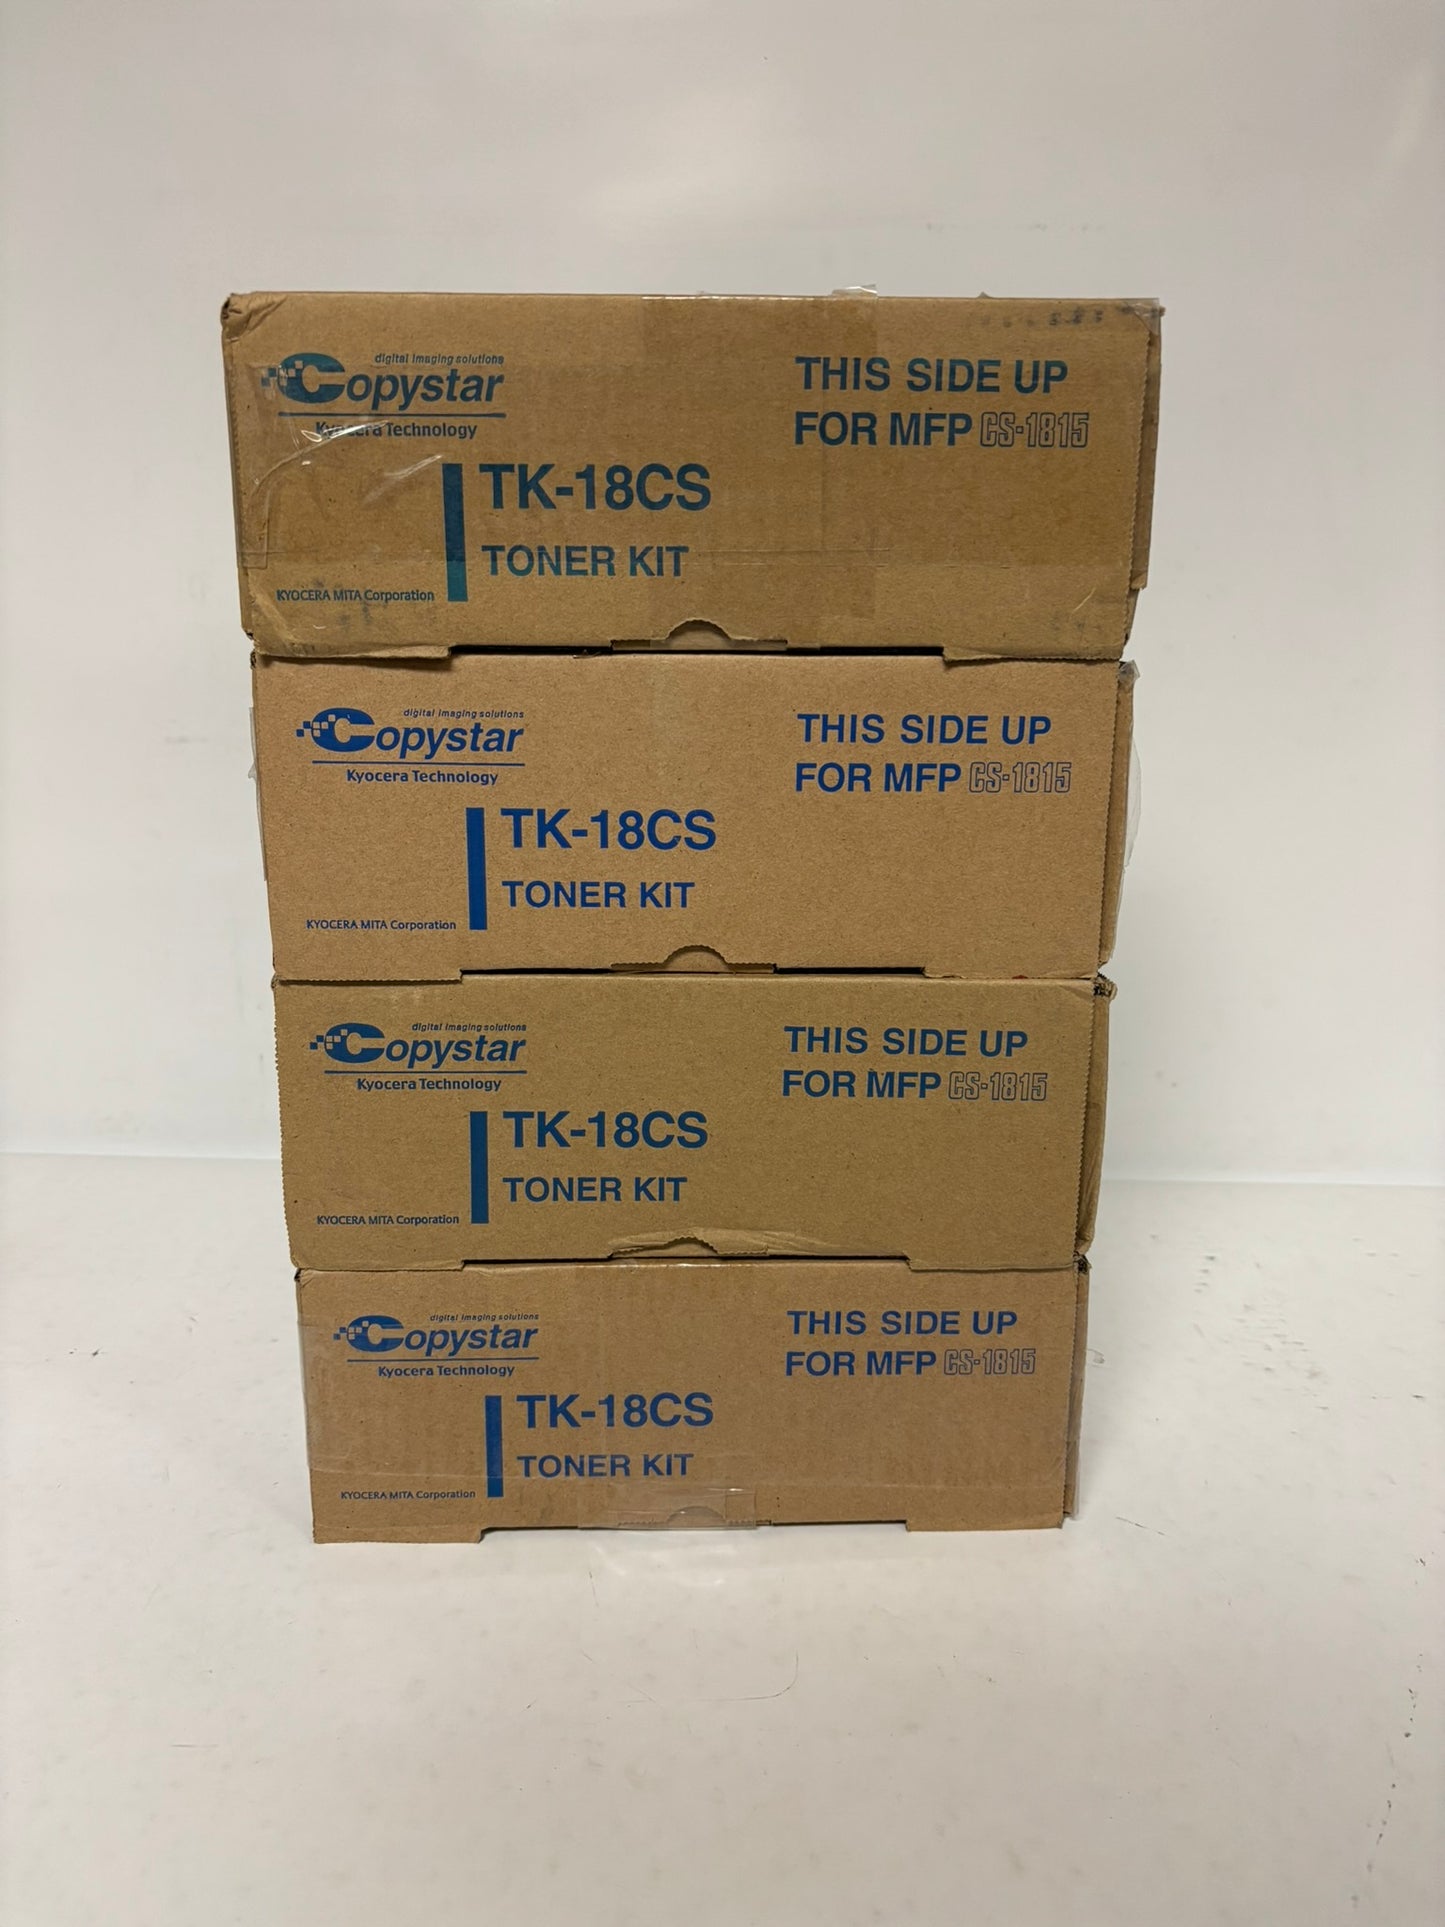 digital imaging solutions
Copystar
Kyocera Technology
THIS SIDE UP
FOR MFP CS-1815
TK-18CS
TONER KIT
KYOCERA MITA Corporation
digital imaging solutions
Copystar
Kyocera Technology
THIS SIDE UP
FOR MFP CS-1815
TK-18CS
TONER KIT
KYOCERA MITA Corporation
digital imaging solutions
Copystar
Kyocera Technology
THIS SIDE UP
FOR MFP CS-1815
TK-18CS
TONER KIT
KYOCERA MITA Corporation
digital imaging solutions
Copystar
Kyocera Technology
THIS SIDE UP
FOR MFP CS-1815
TK-18CS
TONER KIT
KYOCERA MITA Corporation